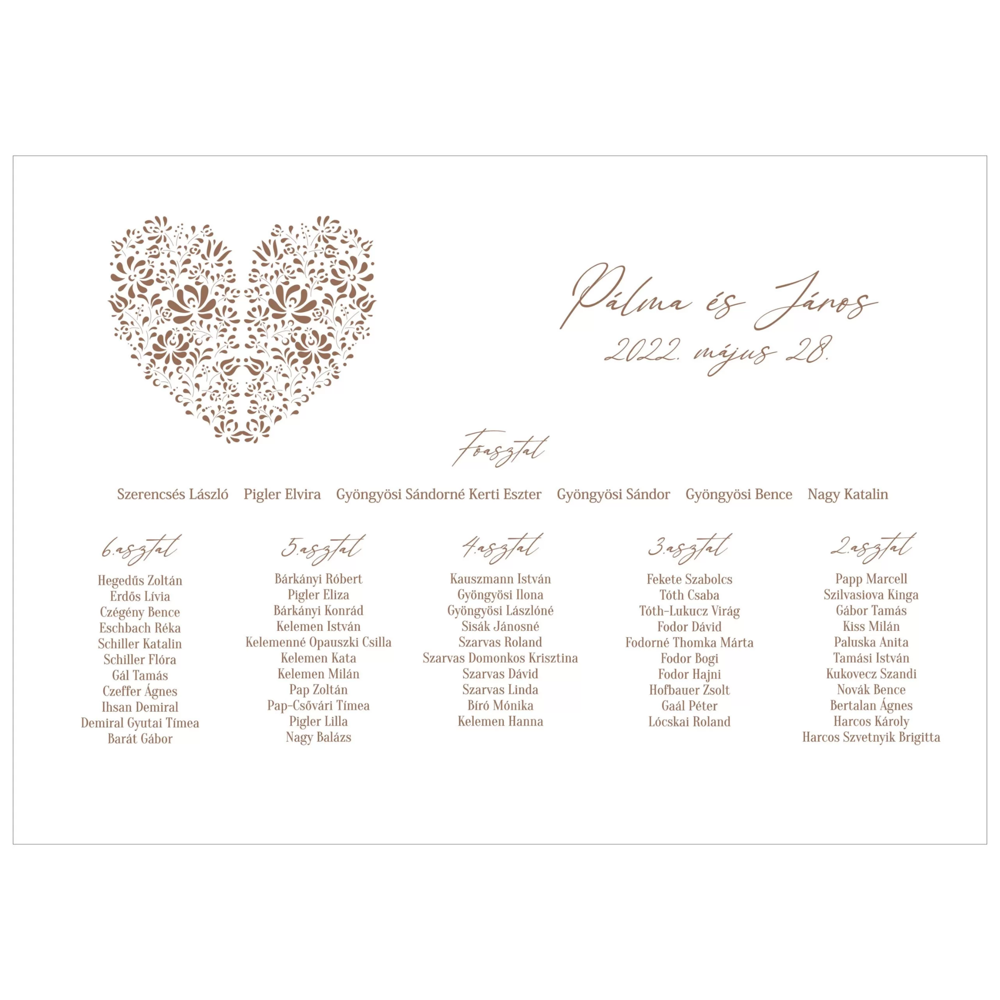 Pálma és János
2022. május 28.
Főasztal
Szerencsés László Pigler Elvira Gyöngyösi Sándorné Kerti Eszter Gyöngyösi Sándor Gyöngyösi Bence Nagy Katalin
6.asztal
Hegedűs Zoltán
Erdős Lívia
Czégény Bence
Eschbach Réka
Schiller Katalin
Schiller Flóra
Gál Tamás
Czeffer Ágnes
Ihsan Demiral
Demiral Gyutai Tímea
Barát Gábor
5.asztal
Bárkányi Róbert
Pigler Eliza
Bárkányi Konrád
Kelemen István
Kelemenné Opauszki Csilla
Kelemen Kata
Kelemen Milán
Pap Zoltán
Pap-Csővári Tímea
Pigler Lilla
Nagy Balázs
4.asztal
Kauszmann István
Gyöngyösi Ilona
Gyöngyösi Lászlóné
Sisák Jánosné
Szarvas Roland
Szarvas Domonkos Krisztina
Szarvas Dávid
Szarvas Linda
Bíró Mónika
Kelemen Hanna
3.asztal
Fekete Szabolcs
Tóth Csaba
Tóth-Lukucz Virág
Fodor Dávid
Fodorné Thomka Márta
Fodor Bogi
Fodor Hajni
Hofbauer Zsolt
Gaál Péter
Lócskai Roland
2.asztal
Papp Marcell
Szilvasiova Kinga
Gábor Tamás
Kiss Milán
Paluska Anita
Tamási István
Kukovecz Szandi
Novák Bence
Bertalan Ágnes
Harcos Károly
Harcos Szvetnyik Brigitta